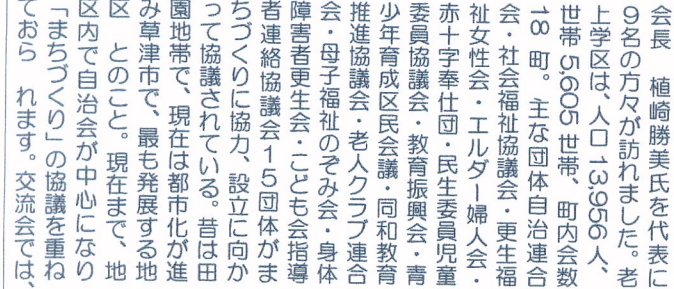 会長　植崎勝美氏を代表に
９名の方々が訪れました。老
上学区は、人口 13,956 人、
世帯 5,605 世帯、町内会数
18 町。主な団体自治連合
会・社会福祉協議会・更生福
祉女性会・エルダー婦人会・
赤十字奉仕団・民生委員児童
委員協議会・教育振興会・青
少年育成区民会議・同和教育
推進協議会・老人クラブ連合
会・母子福祉のぞみ会・身体
障害者更生会・こども会指導
者連絡協議会１５団体がま
ちづくりに協力、設立に向か
って協議されている。昔は田
園地帯で、現在は都市化が進
み草津市で、最も発展する地
区　とのこと。現在まで、地
区内で自治会が中心になり
「まちづくり」の協議を重ね
ておら　れます。交流会では、